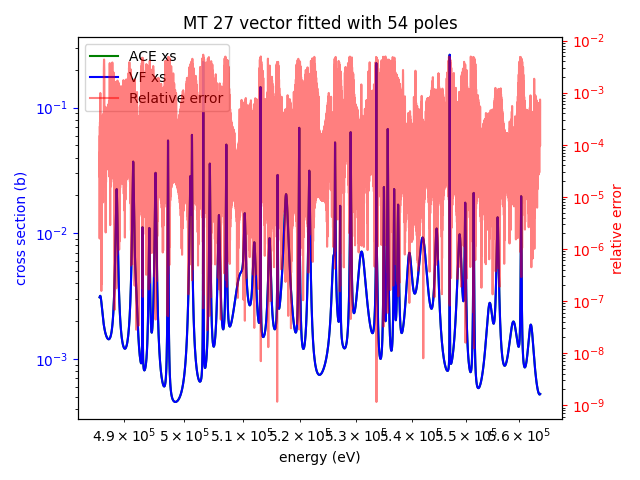 MT 27 vector fitted with 54 poles
ACE xs
VF xs
Relative error
cross section (b)
10⁻¹
10⁻²
10⁻³
relative error
10⁻²
10⁻³
10⁻⁴
10⁻⁵
10⁻⁶
10⁻⁷
10⁻⁸
10⁻⁹
4.9 × 10⁵ 5 × 10⁵ 5.1 × 10⁵ 5.2 × 10⁵ 5.3 × 10⁵ 5.4 × 10⁵ 5.5 × 10⁵ 5.6 × 10⁵
energy (eV)